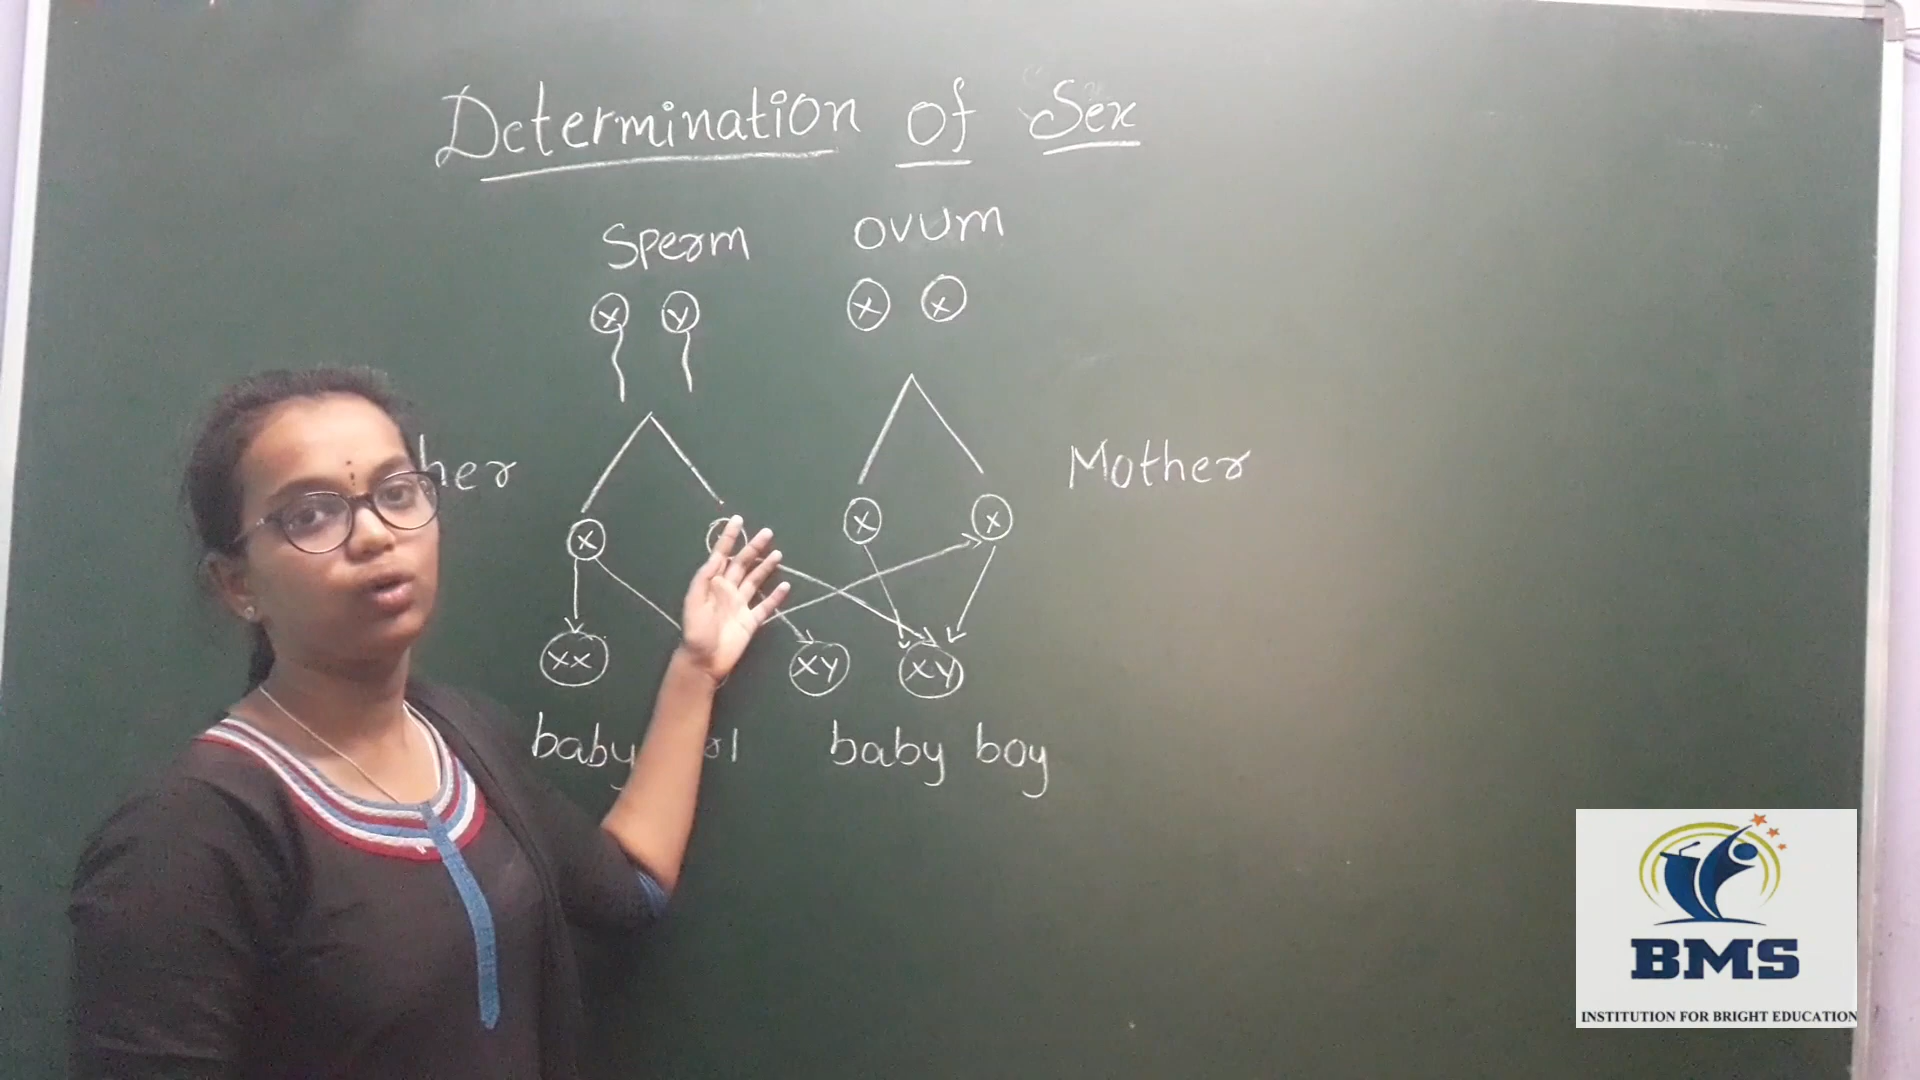 Determination of Sex
Sperm ovum
X Y X X
her Mother
X X X
XX XY XY
baby baby boy
BMS
INSTITUTION FOR BRIGHT EDUCATION